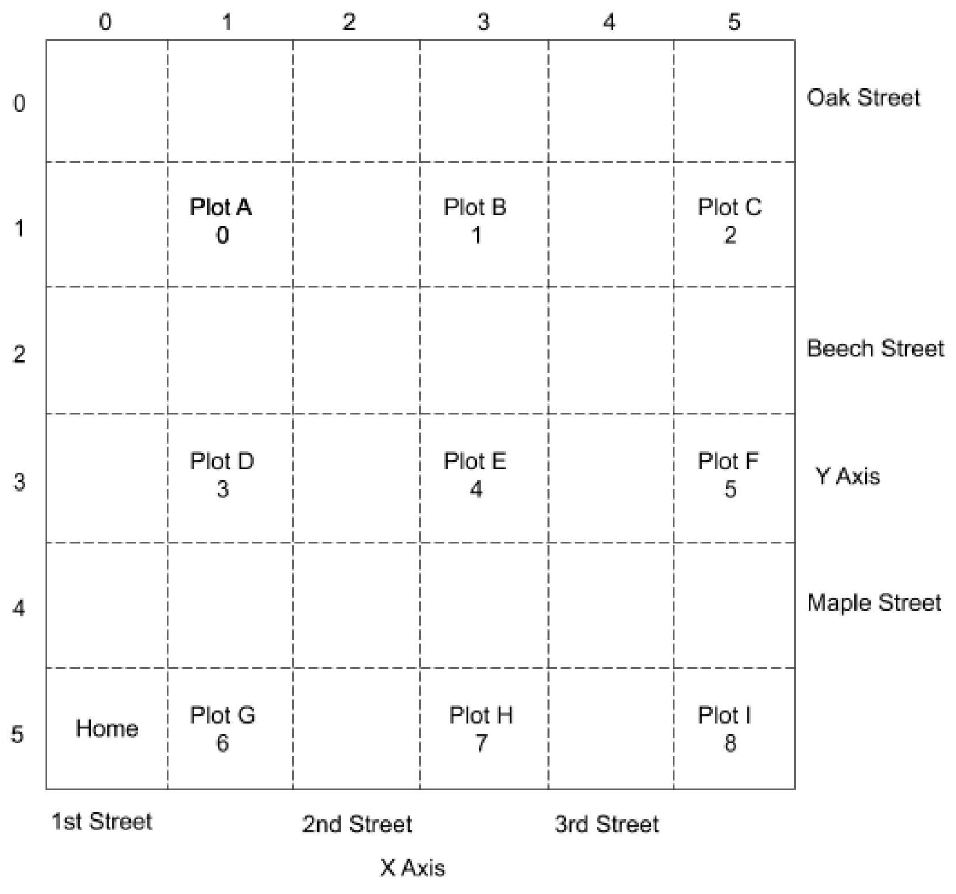 0 1 2 3 4 5
0 Oak Street
Plot A Plot B Plot C
1
0 1 2
2 Beech Street
Plot D Plot E Plot F
3 Y Axis
3 4 5
4 Maple Street
Plot G Plot H Plot I
5 Home
6 7 8
1st Street 2nd Street 3rd Street
X Axis